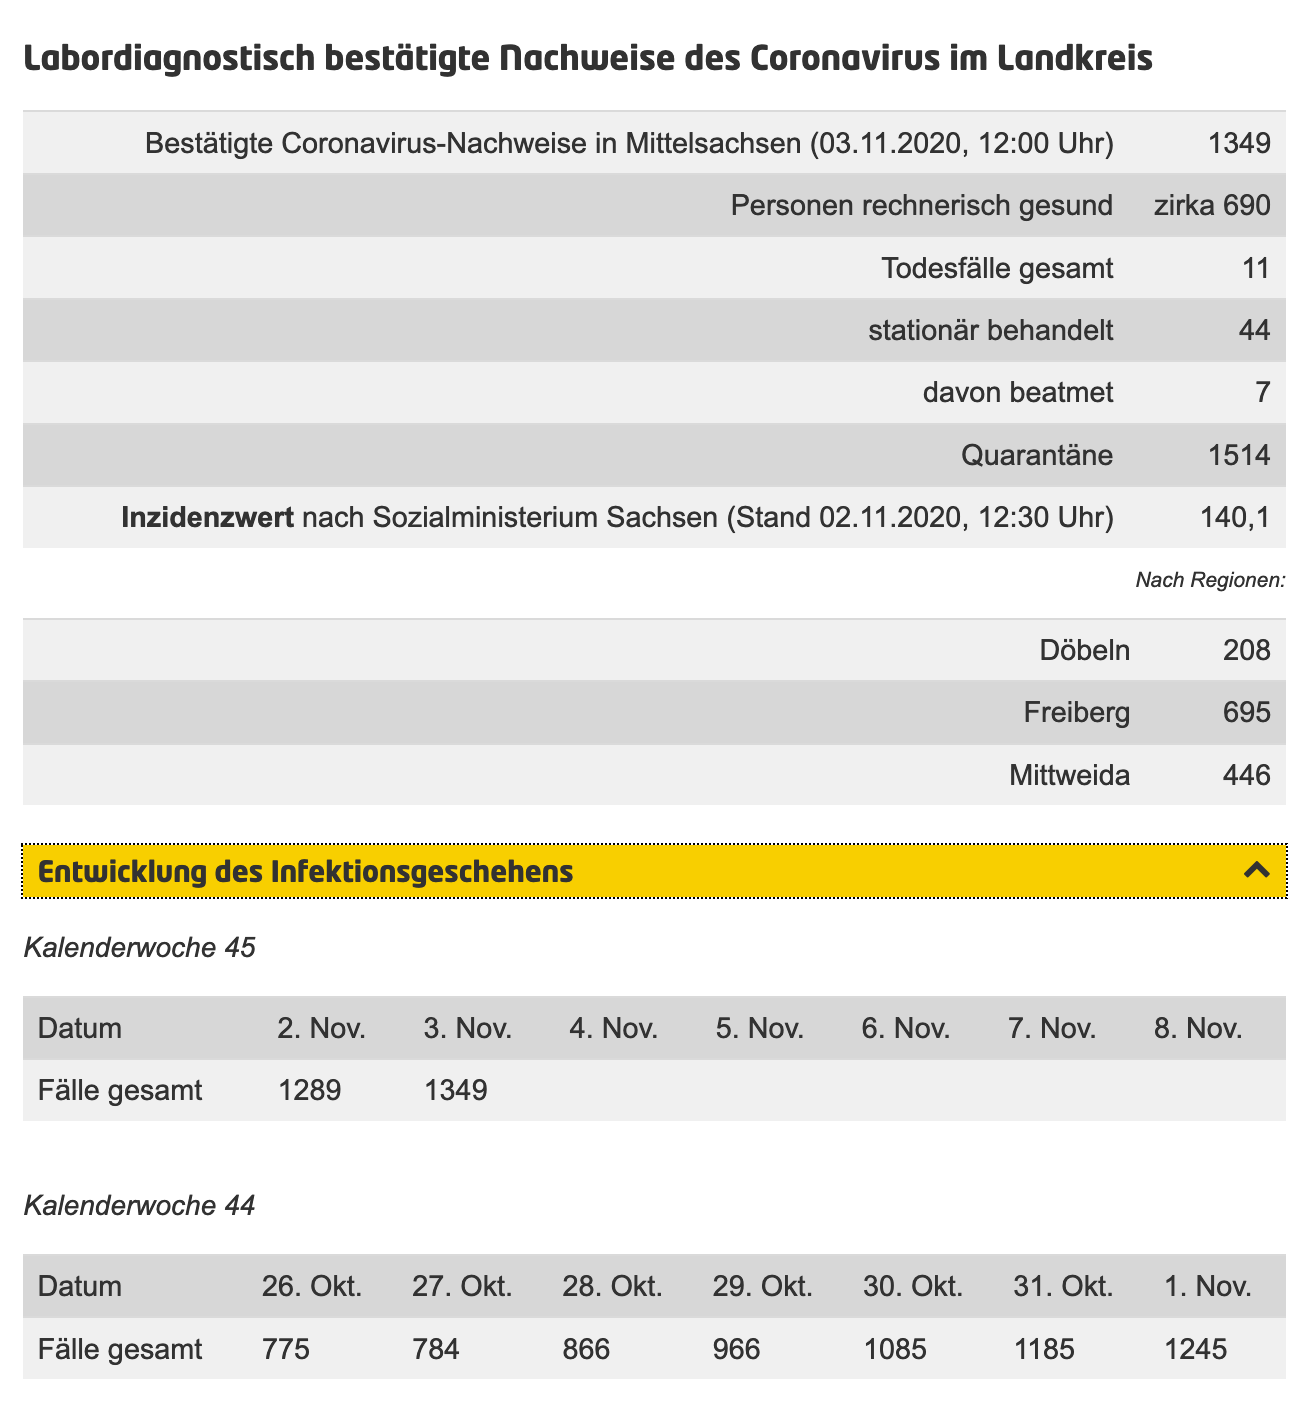 Labordiagnostisch bestätigte Nachweise des Coronavirus im Landkreis
Bestätigte Coronavirus-Nachweise in Mittelsachsen (03.11.2020, 12:00 Uhr) 1349
Personen rechnerisch gesund zirka 690
Todesfälle gesamt 11
stationär behandelt 44
davon beatmet 7
Quarantäne 1514
Inzidenzwert nach Sozialministerium Sachsen (Stand 02.11.2020, 12:30 Uhr) 140,1
Nach Regionen:
Döbeln 208
Freiberg 695
Mittweida 446
Entwicklung des Infektionsgeschehens
Kalenderwoche 45
Datum 2. Nov. 3. Nov. 4. Nov. 5. Nov. 6. Nov. 7. Nov. 8. Nov.
Fälle gesamt 1289 1349
Kalenderwoche 44
Datum 26. Okt. 27. Okt. 28. Okt. 29. Okt. 30. Okt. 31. Okt. 1. Nov.
Fälle gesamt 775 784 866 966 1085 1185 1245